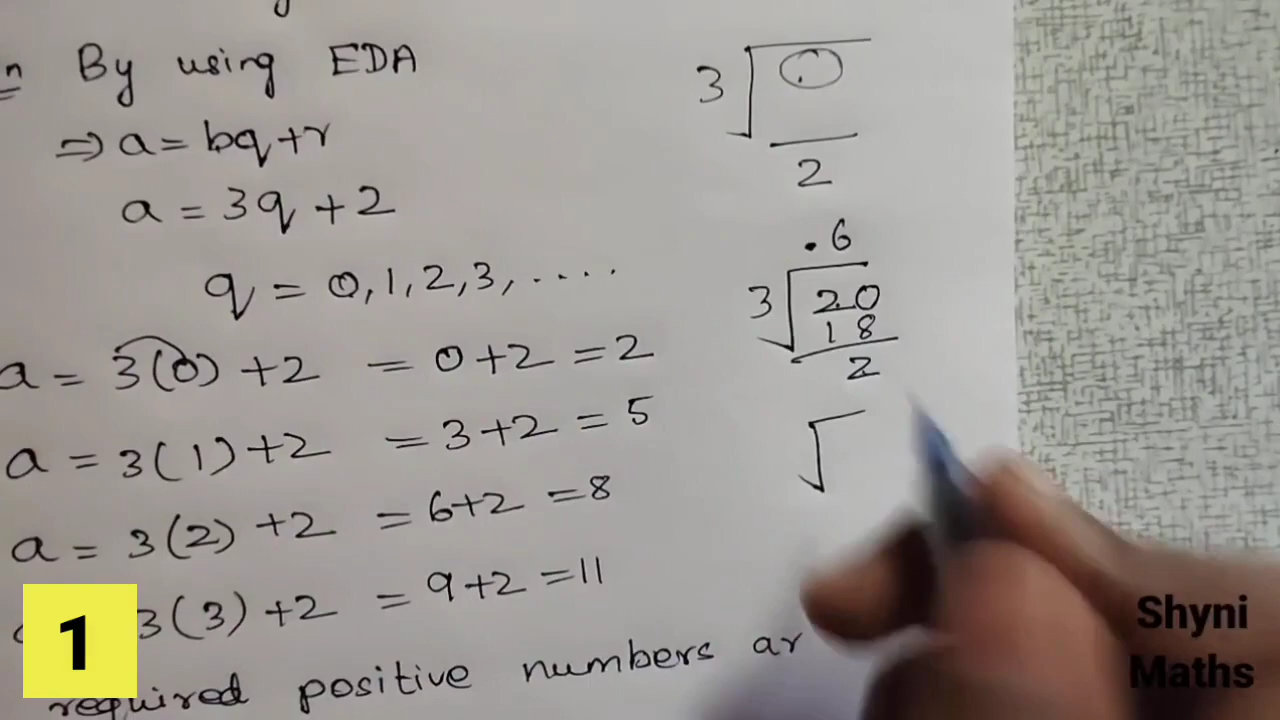 n By using EDA
⇒ a = bq+r
a = 3q + 2
q = 0,1,2,3,.....
a = 3(0) +2 = 0+2 = 2
a = 3(1)+2 = 3+2 = 5
a = 3(2) +2 = 6+2 = 8
3(3) +2 = 9+2 = 11
required positive numbers ar
3
2
.6
3 20
18
2
1
Shyni
Maths